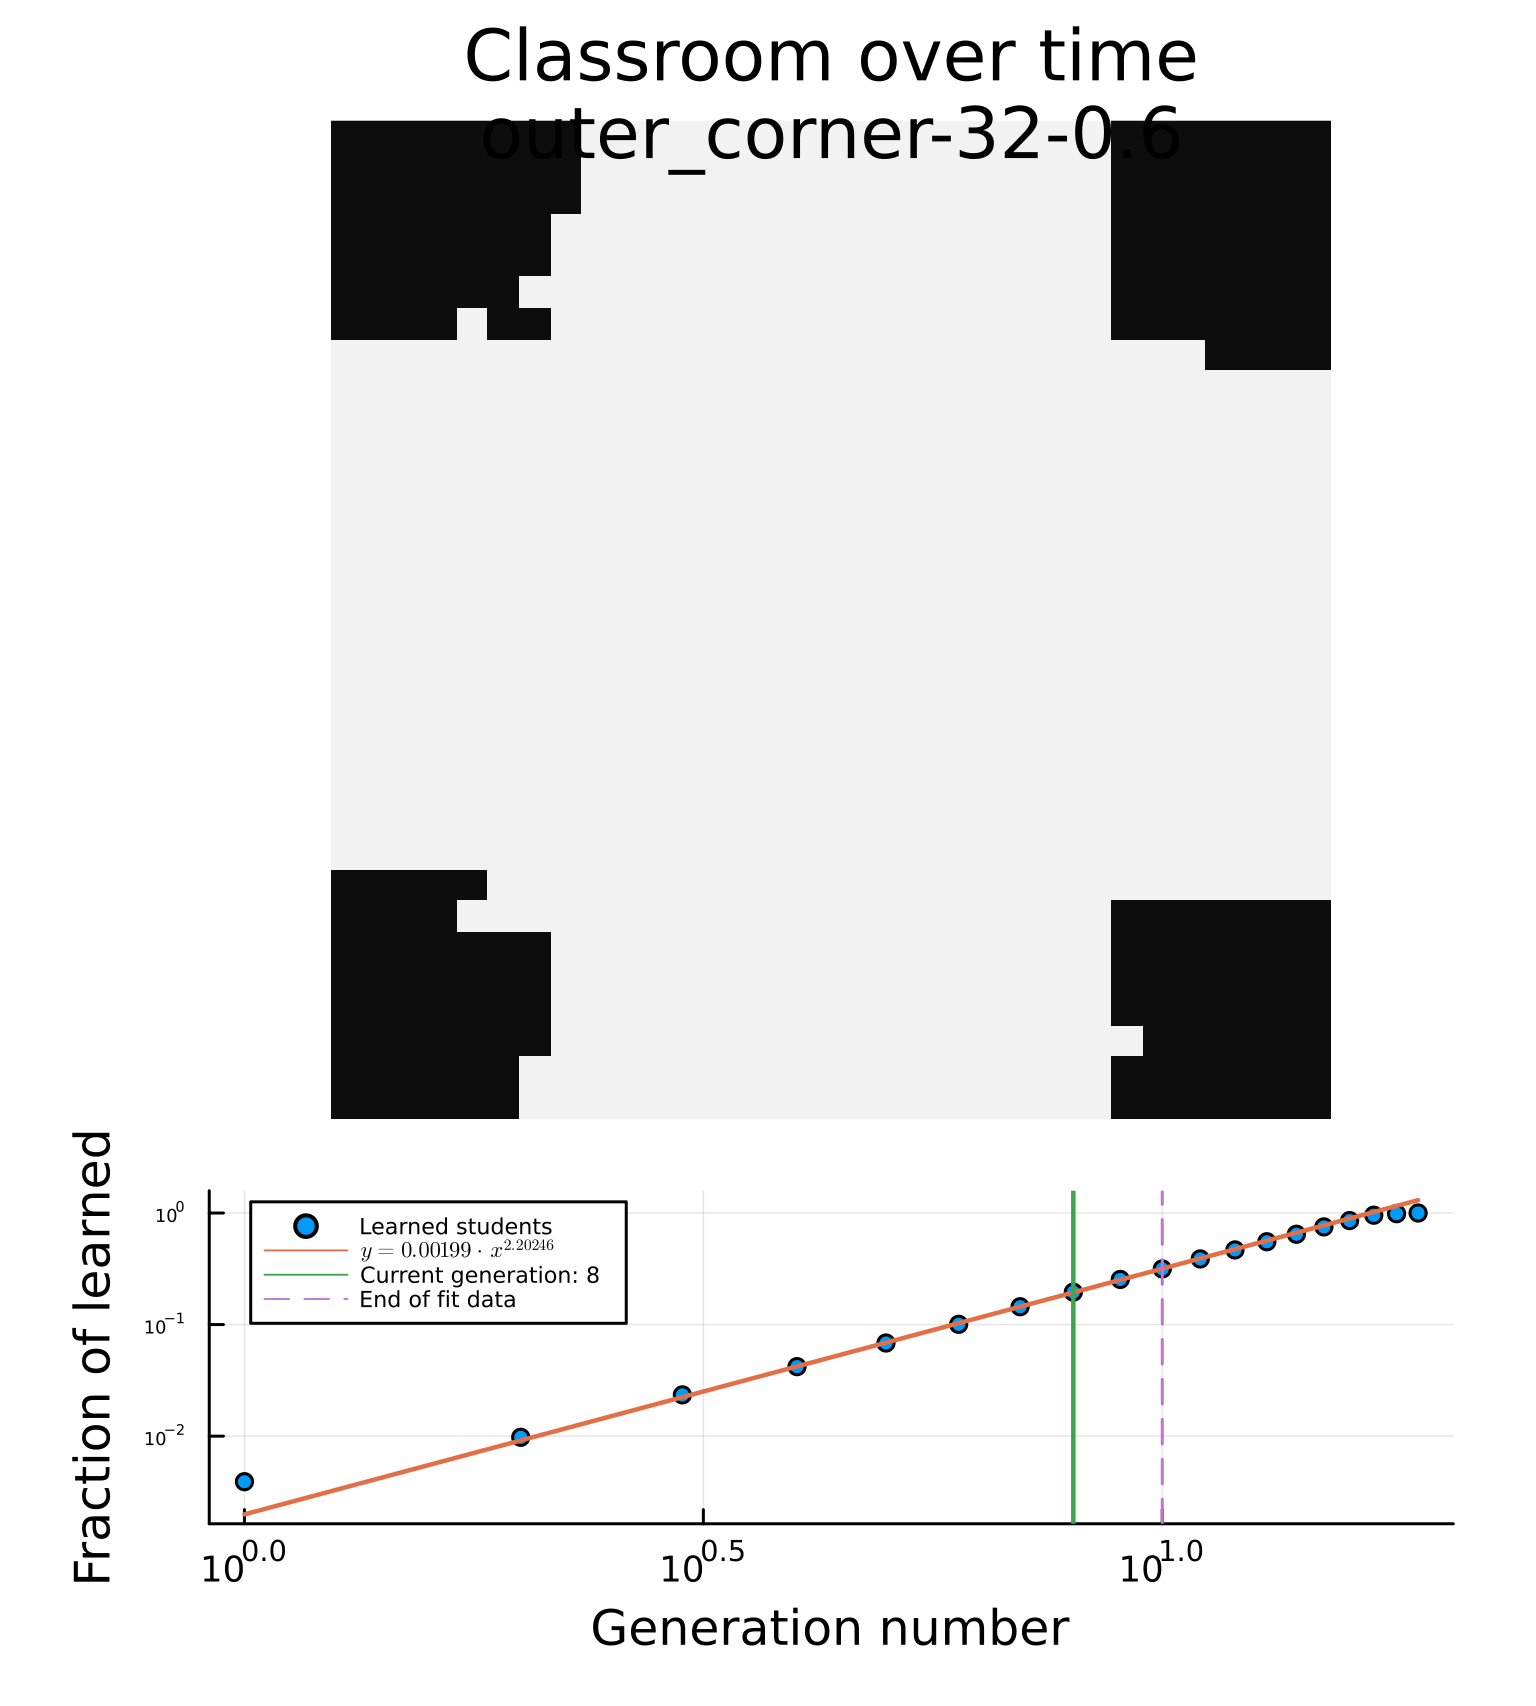 Classroom over time
outer_corner-32-0.6
Fraction of learned
10⁰
10⁻¹
10⁻²
Learned students
y = 0.00199 · x^2.20246
Current generation: 8
End of fit data
10^0.0
10^0.5
10^1.0
Generation number